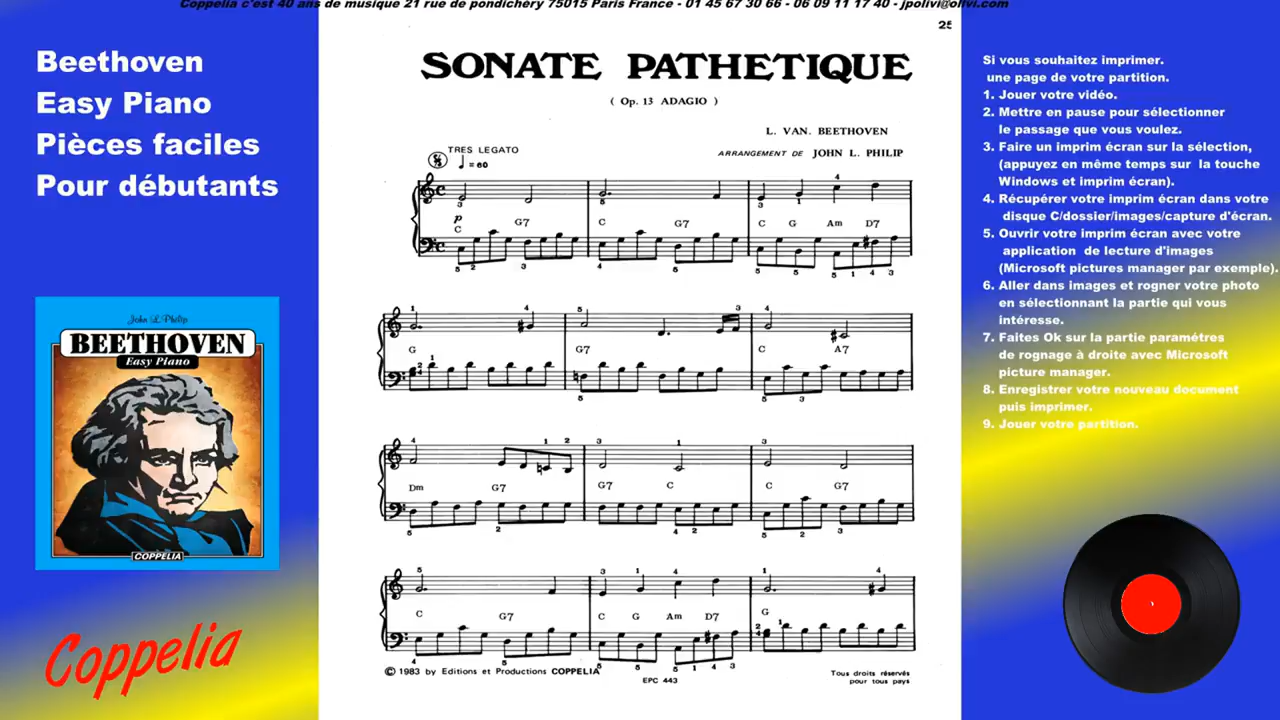 Coppelia c'est 40 ans de musique 21 rue de pondichéry 75015 Paris France - 01 45 67 30 66 - 06 09 11 17 40 - jpolivi@olivi.com
Beethoven
Easy Piano
Pièces faciles
Pour débutants
John L. Philip
BEETHOVEN
Easy Piano
COPPELIA
Coppelia
25
SONATE PATHETIQUE
( Op. 13 ADAGIO )
L. VAN. BEETHOVEN
ARRANGEMENT DE JOHN L. PHILIP
TRES LEGATO
♩ = 60
p
C G7 C G7 C G Am D7
G G7 C A7
Dm G7 G7 C C G7
C G7 C G Am D7 G
© 1983 by Editions et Productions COPPELIA
EPC 443
Tous droits réservés
pour tous pays
Si vous souhaitez imprimer.
une page de votre partition.
1. Jouer votre vidéo.
2. Mettre en pause pour sélectionner
le passage que vous voulez.
3. Faire un imprim écran sur la sélection,
(appuyez en même temps sur la touche
Windows et imprim écran).
4. Récupérer votre imprim écran dans votre
disque C/dossier/images/capture d'écran.
5. Ouvrir votre imprim écran avec votre
application de lecture d'images
(Microsoft pictures manager par exemple).
6. Aller dans images et rogner votre photo
en sélectionnant la partie qui vous
intéresse.
7. Faites Ok sur la partie paramétres
de rognage à droite avec Microsoft
picture manager.
8. Enregistrer votre nouveau document
puis imprimer.
9. Jouer votre partition.